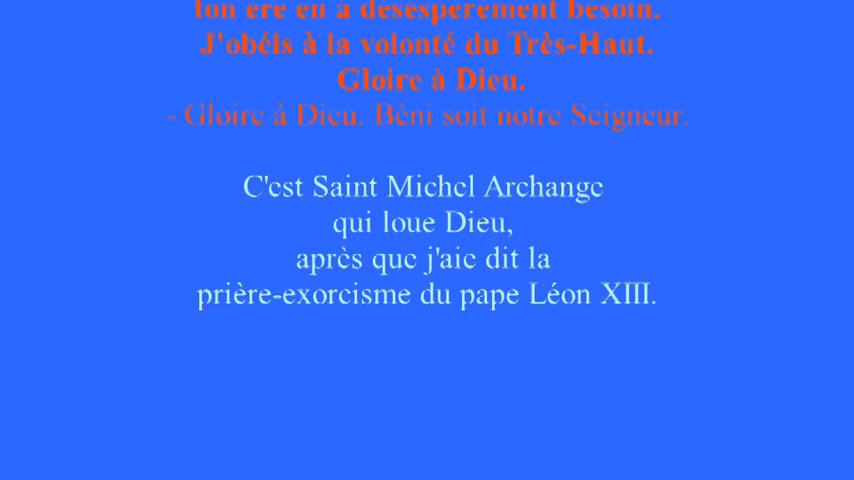 ton ère en a désespérément besoin.
J'obéis à la volonté du Très-Haut.
Gloire à Dieu.
- Gloire à Dieu. Béni soit notre Seigneur.
C'est Saint Michel Archange
qui loue Dieu,
après que j'aie dit la
prière-exorcisme du pape Léon XIII.